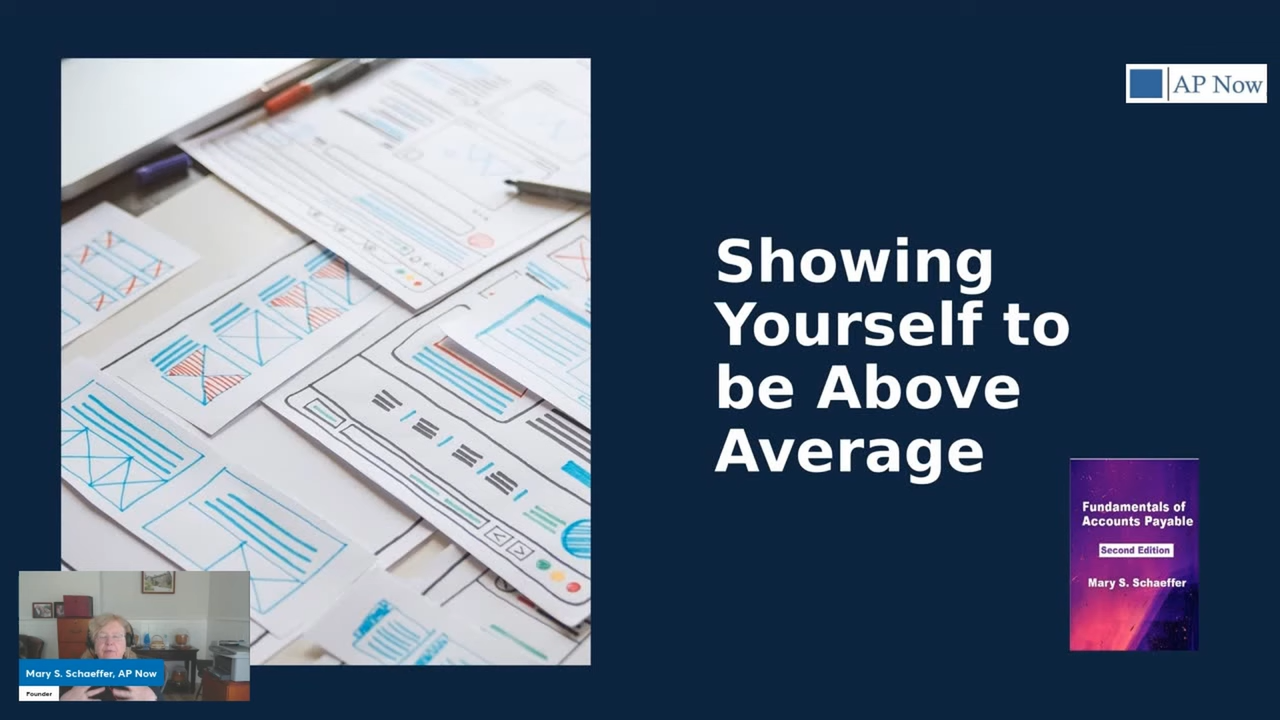 AP Now
Showing
Yourself to
be Above
Average
Fundamentals of
Accounts Payable
Second Edition
Mary S. Schaeffer
Mary S. Schaeffer, AP Now
Founder